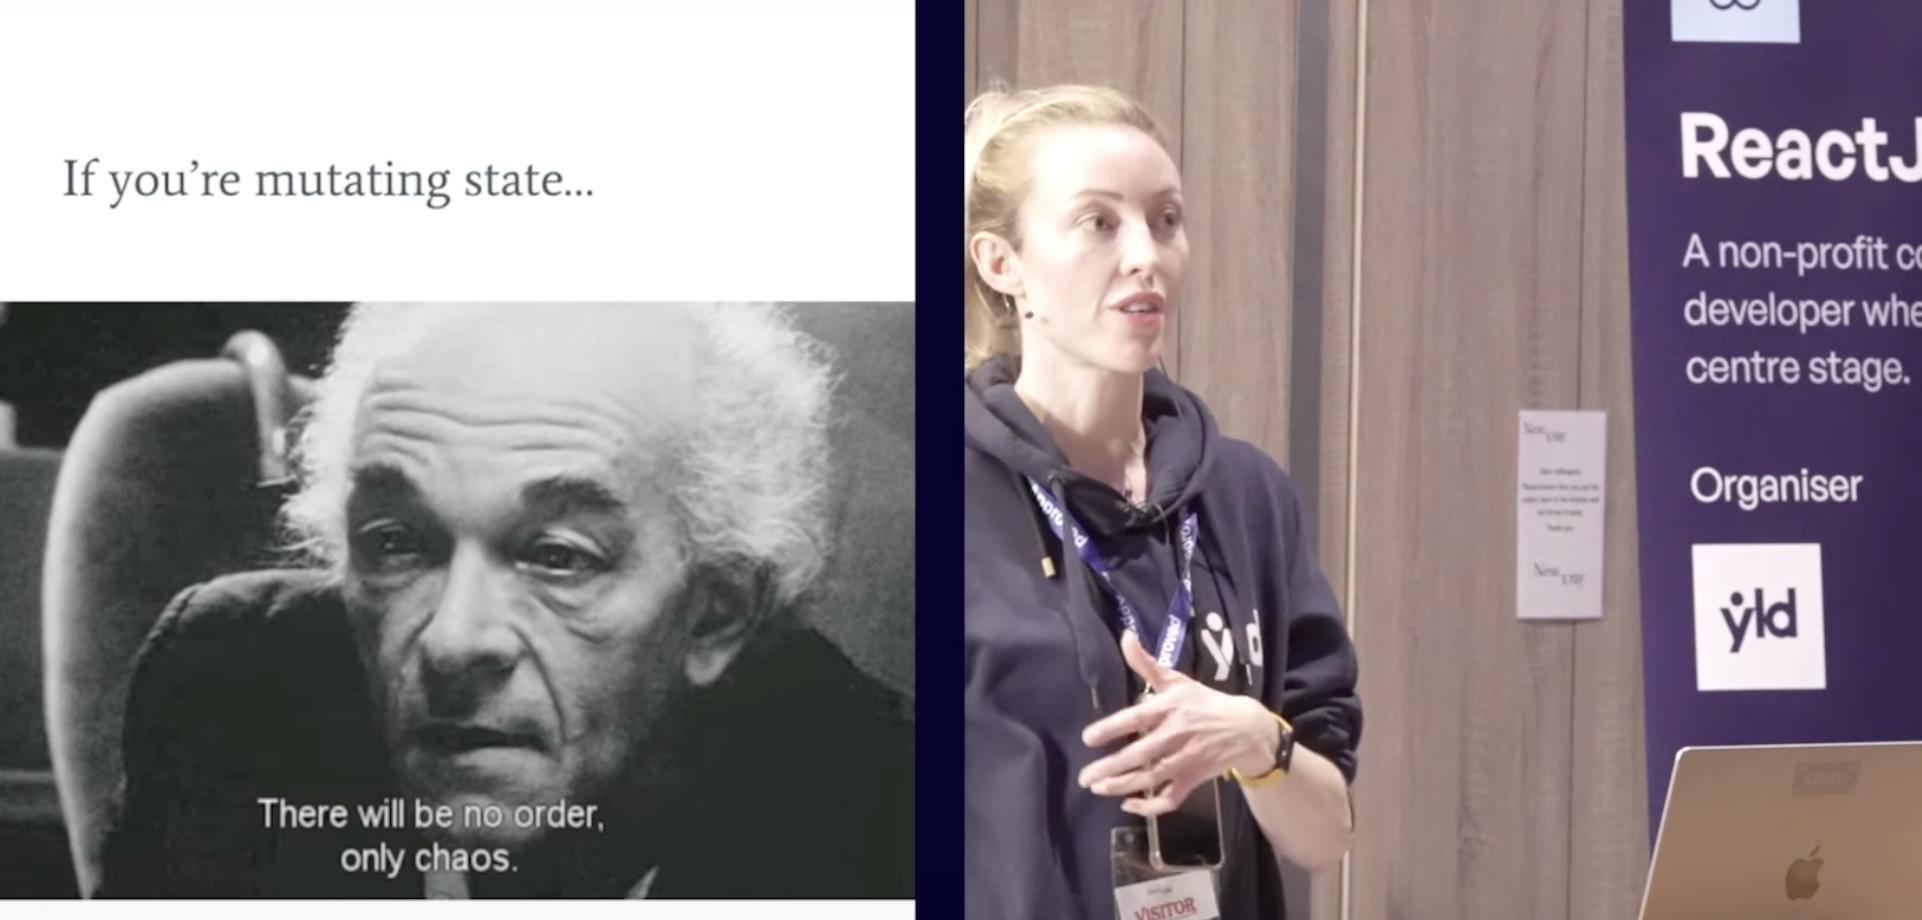 If you're mutating state...
There will be no order,
only chaos.
ReactJ
A non-profit co
developer whe
centre stage.
Organiser
yld
VISITOR